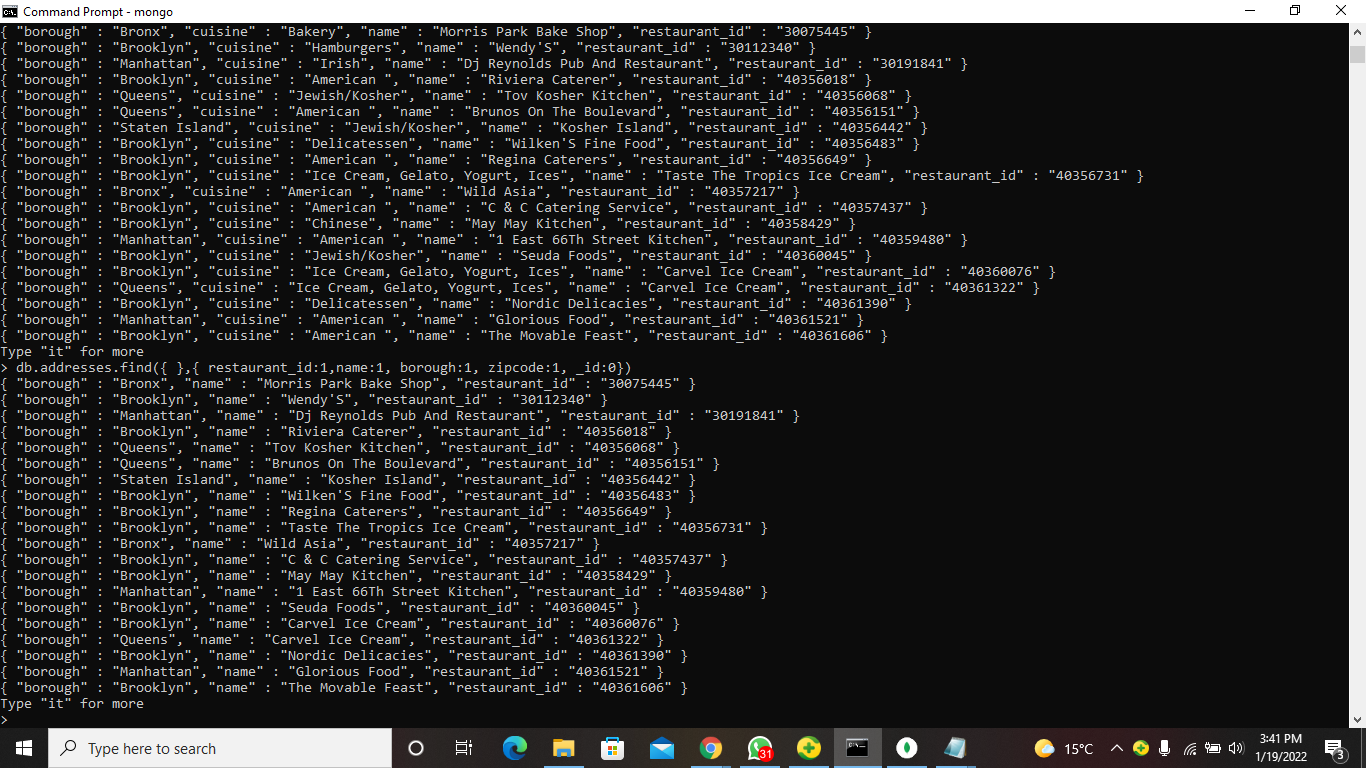 Command Prompt - mongo
{ "borough" : "Bronx", "cuisine" : "Bakery", "name" : "Morris Park Bake Shop", "restaurant_id" : "30075445" }
{ "borough" : "Brooklyn", "cuisine" : "Hamburgers", "name" : "Wendy'S", "restaurant_id" : "30112340" }
{ "borough" : "Manhattan", "cuisine" : "Irish", "name" : "Dj Reynolds Pub And Restaurant", "restaurant_id" : "30191841" }
{ "borough" : "Brooklyn", "cuisine" : "American ", "name" : "Riviera Caterer", "restaurant_id" : "40356018" }
{ "borough" : "Queens", "cuisine" : "Jewish/Kosher", "name" : "Tov Kosher Kitchen", "restaurant_id" : "40356068" }
{ "borough" : "Queens", "cuisine" : "American ", "name" : "Brunos On The Boulevard", "restaurant_id" : "40356151" }
{ "borough" : "Staten Island", "cuisine" : "Jewish/Kosher", "name" : "Kosher Island", "restaurant_id" : "40356442" }
{ "borough" : "Brooklyn", "cuisine" : "Delicatessen", "name" : "Wilken'S Fine Food", "restaurant_id" : "40356483" }
{ "borough" : "Brooklyn", "cuisine" : "American ", "name" : "Regina Caterers", "restaurant_id" : "40356649" }
{ "borough" : "Brooklyn", "cuisine" : "Ice Cream, Gelato, Yogurt, Ices", "name" : "Taste The Tropics Ice Cream", "restaurant_id" : "40356731" }
{ "borough" : "Bronx", "cuisine" : "American ", "name" : "Wild Asia", "restaurant_id" : "40357217" }
{ "borough" : "Brooklyn", "cuisine" : "American ", "name" : "C & C Catering Service", "restaurant_id" : "40357437" }
{ "borough" : "Brooklyn", "cuisine" : "Chinese", "name" : "May May Kitchen", "restaurant_id" : "40358429" }
{ "borough" : "Manhattan", "cuisine" : "American ", "name" : "1 East 66Th Street Kitchen", "restaurant_id" : "40359480" }
{ "borough" : "Brooklyn", "cuisine" : "Jewish/Kosher", "name" : "Seuda Foods", "restaurant_id" : "40360045" }
{ "borough" : "Brooklyn", "cuisine" : "Ice Cream, Gelato, Yogurt, Ices", "name" : "Carvel Ice Cream", "restaurant_id" : "40360076" }
{ "borough" : "Queens", "cuisine" : "Ice Cream, Gelato, Yogurt, Ices", "name" : "Carvel Ice Cream", "restaurant_id" : "40361322" }
{ "borough" : "Brooklyn", "cuisine" : "Delicatessen", "name" : "Nordic Delicacies", "restaurant_id" : "40361390" }
{ "borough" : "Manhattan", "cuisine" : "American ", "name" : "Glorious Food", "restaurant_id" : "40361521" }
{ "borough" : "Brooklyn", "cuisine" : "American ", "name" : "The Movable Feast", "restaurant_id" : "40361606" }
Type "it" for more
> db.addresses.find({ },{ restaurant_id:1,name:1, borough:1, zipcode:1, _id:0})
{ "borough" : "Bronx", "name" : "Morris Park Bake Shop", "restaurant_id" : "30075445" }
{ "borough" : "Brooklyn", "name" : "Wendy'S", "restaurant_id" : "30112340" }
{ "borough" : "Manhattan", "name" : "Dj Reynolds Pub And Restaurant", "restaurant_id" : "30191841" }
{ "borough" : "Brooklyn", "name" : "Riviera Caterer", "restaurant_id" : "40356018" }
{ "borough" : "Queens", "name" : "Tov Kosher Kitchen", "restaurant_id" : "40356068" }
{ "borough" : "Queens", "name" : "Brunos On The Boulevard", "restaurant_id" : "40356151" }
{ "borough" : "Staten Island", "name" : "Kosher Island", "restaurant_id" : "40356442" }
{ "borough" : "Brooklyn", "name" : "Wilken'S Fine Food", "restaurant_id" : "40356483" }
{ "borough" : "Brooklyn", "name" : "Regina Caterers", "restaurant_id" : "40356649" }
{ "borough" : "Brooklyn", "name" : "Taste The Tropics Ice Cream", "restaurant_id" : "40356731" }
{ "borough" : "Bronx", "name" : "Wild Asia", "restaurant_id" : "40357217" }
{ "borough" : "Brooklyn", "name" : "C & C Catering Service", "restaurant_id" : "40357437" }
{ "borough" : "Brooklyn", "name" : "May May Kitchen", "restaurant_id" : "40358429" }
{ "borough" : "Manhattan", "name" : "1 East 66Th Street Kitchen", "restaurant_id" : "40359480" }
{ "borough" : "Brooklyn", "name" : "Seuda Foods", "restaurant_id" : "40360045" }
{ "borough" : "Brooklyn", "name" : "Carvel Ice Cream", "restaurant_id" : "40360076" }
{ "borough" : "Queens", "name" : "Carvel Ice Cream", "restaurant_id" : "40361322" }
{ "borough" : "Brooklyn", "name" : "Nordic Delicacies", "restaurant_id" : "40361390" }
{ "borough" : "Manhattan", "name" : "Glorious Food", "restaurant_id" : "40361521" }
{ "borough" : "Brooklyn", "name" : "The Movable Feast", "restaurant_id" : "40361606" }
Type "it" for more
>
Type here to search
31
15°C
3:41 PM
1/19/2022
3